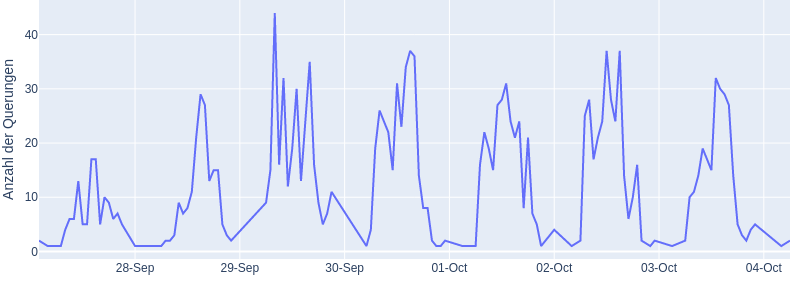 Anzahl der Querungen
40
30
20
10
0
28-Sep
29-Sep
30-Sep
01-Oct
02-Oct
03-Oct
04-Oct